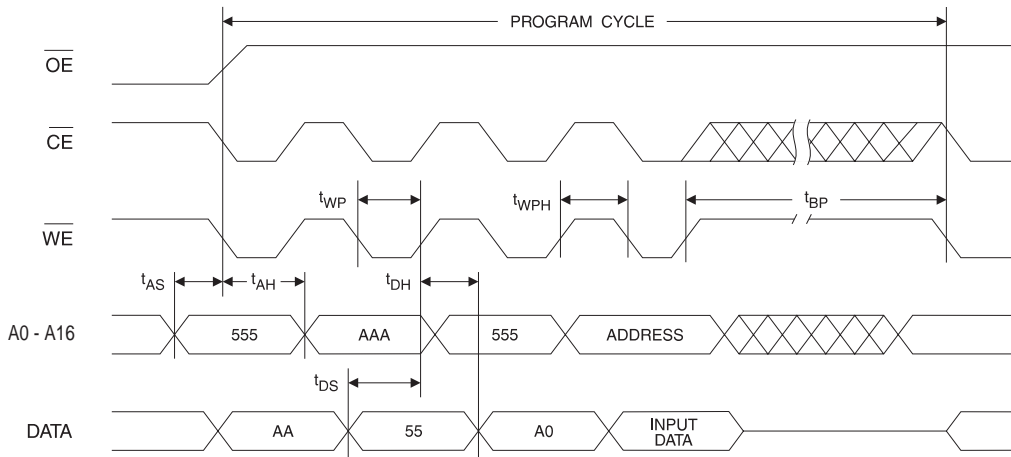 PROGRAM CYCLE
OE
CE
tWP
tWPH
tBP
WE
tAS
tAH
tDH
A0 - A16
555
AAA
555
ADDRESS
tDS
DATA
AA
55
A0
INPUT
DATA